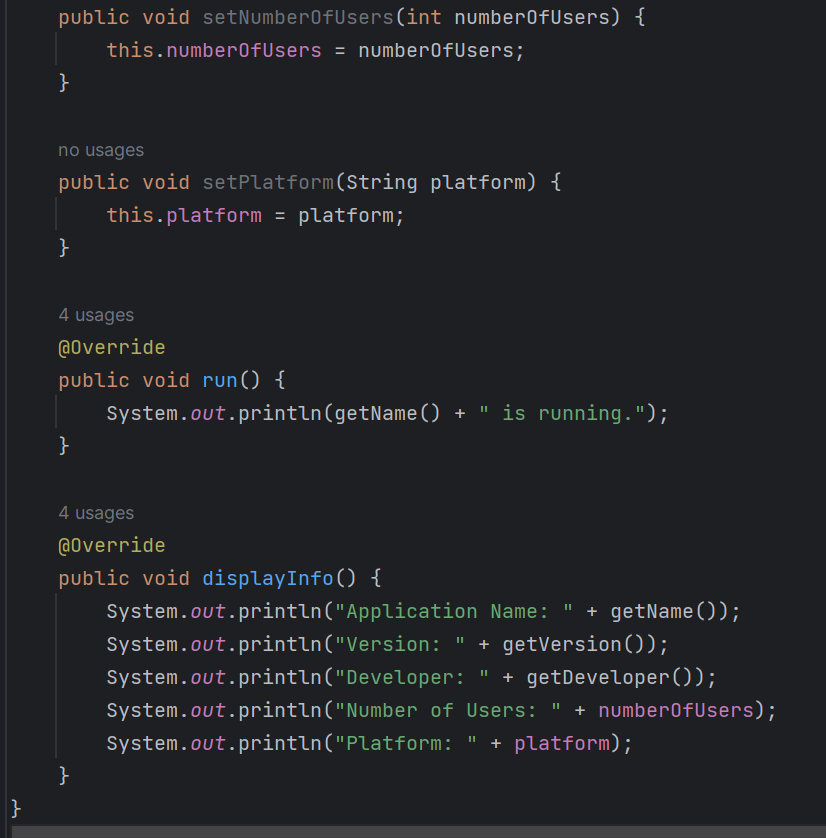 public void setNumberOfUsers(int numberOfUsers) {
this.numberOfUsers = numberOfUsers;
}
no usages
public void setPlatform(String platform) {
this.platform = platform;
}
4 usages
@Override
public void run() {
System.out.println(getName() + " is running.");
}
4 usages
@Override
public void displayInfo() {
System.out.println("Application Name: " + getName());
System.out.println("Version: " + getVersion());
System.out.println("Developer: " + getDeveloper());
System.out.println("Number of Users: " + numberOfUsers);
System.out.println("Platform: " + platform);
}
}